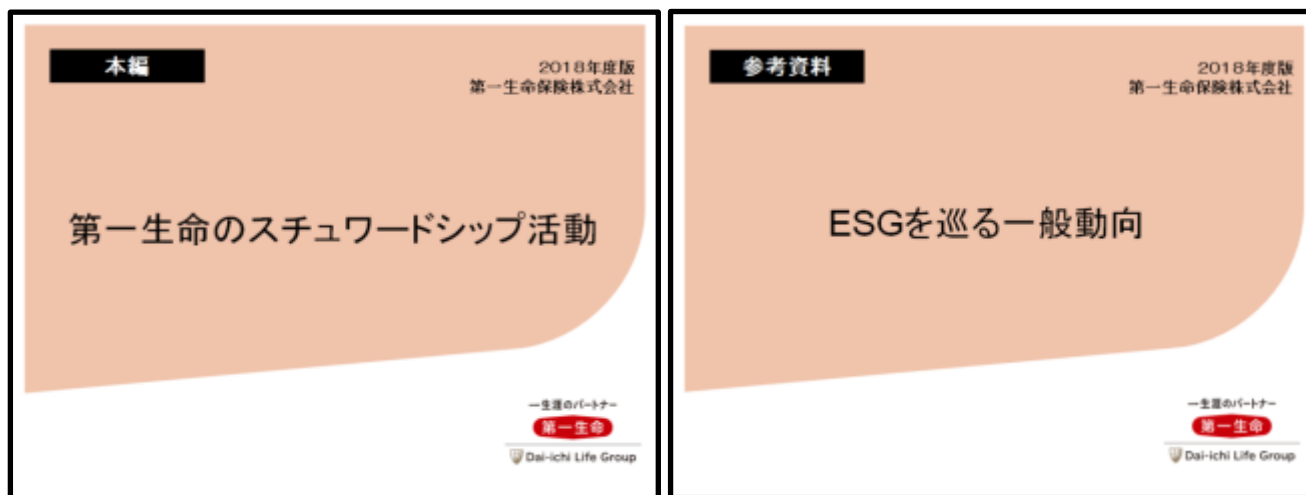 本編
2018年度版
第一生命保険株式会社
第一生命のスチュワードシップ活動
一生涯のパートナー
第一生命
Dai-ichi Life Group
参考資料
2018年度版
第一生命保険株式会社
ESGを巡る一般動向
一生涯のパートナー
第一生命
Dai-ichi Life Group